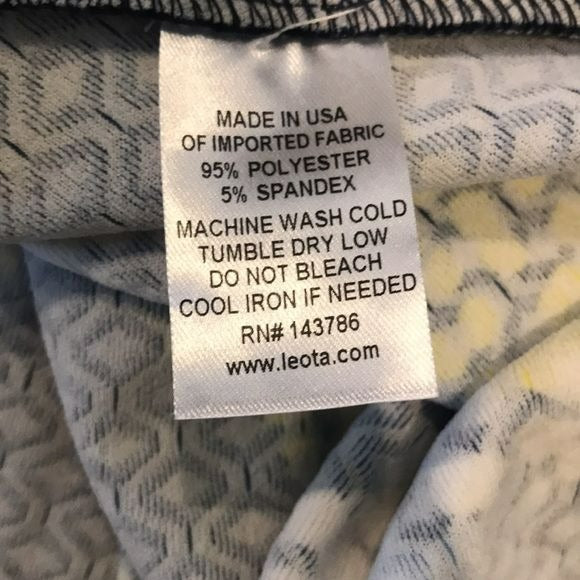 MADE IN USA
OF IMPORTED FABRIC
95% POLYESTER
5% SPANDEX
MACHINE WASH COLD
TUMBLE DRY LOW
DO NOT BLEACH
COOL IRON IF NEEDED
RN# 143786
www.leota.com